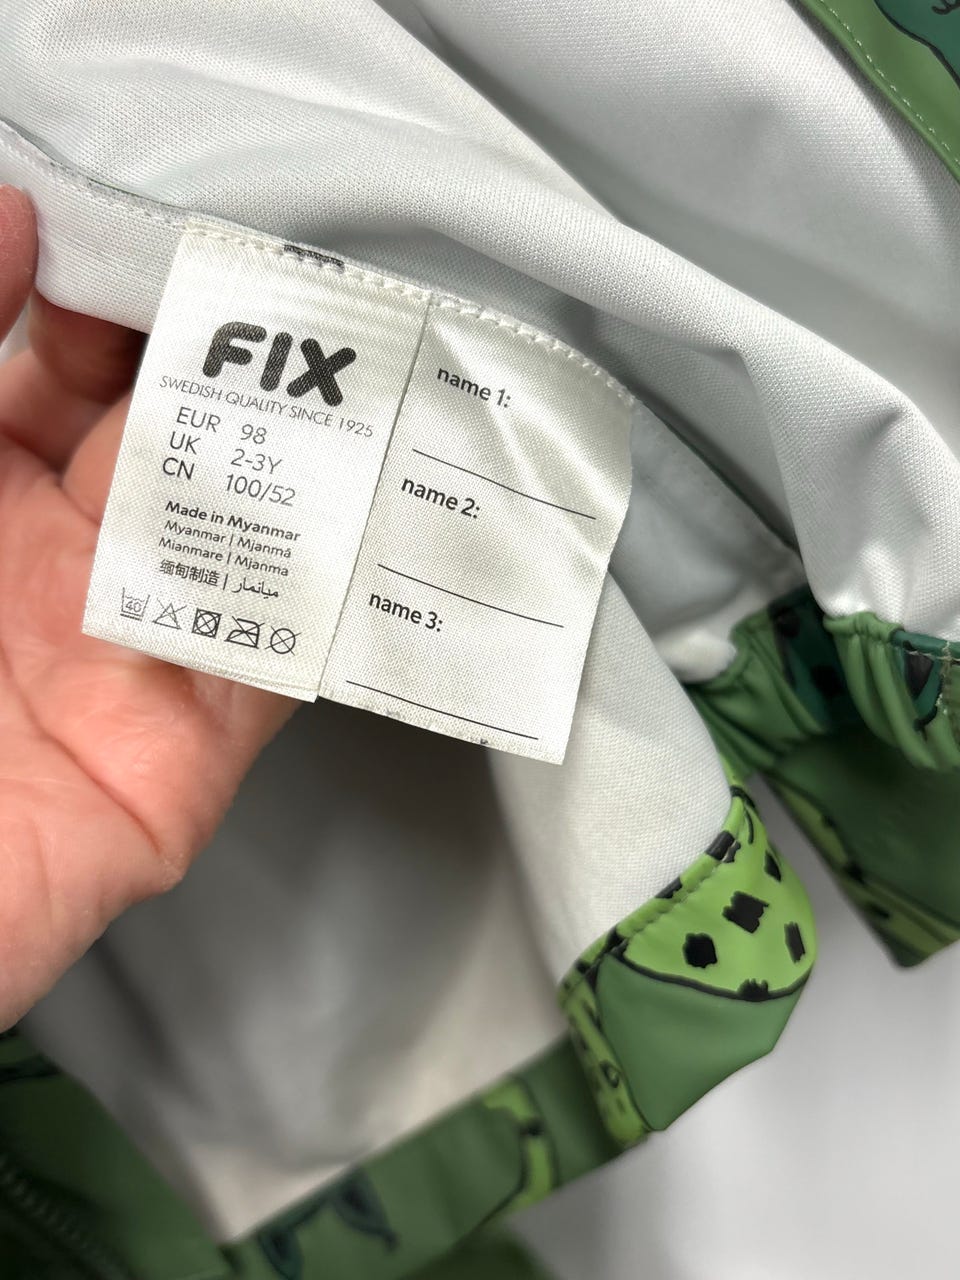 FIX
SWEDISH QUALITY SINCE 1925
EUR 98
UK 2-3Y
CN 100/52
Made in Myanmar
Myanmar | Mjanmá
Mianmare | Mjanma
缅甸制造 | ميانمار
40
name 1:
name 2:
name 3: